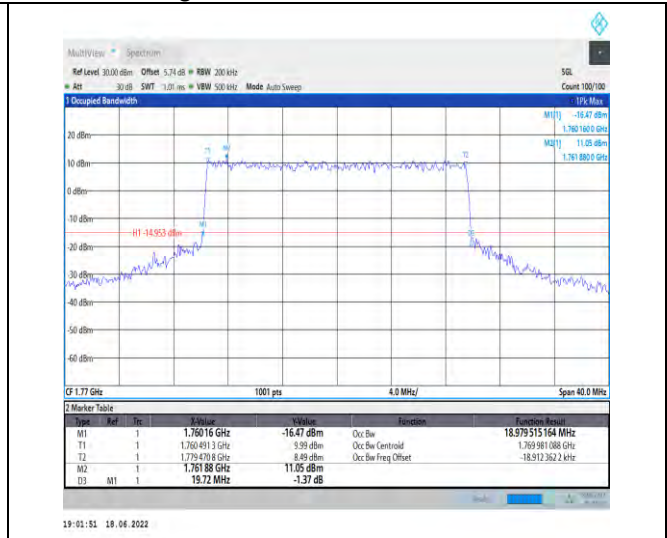 MultiView Spectrum
Ref Level 30.00 dBm Offset 5.74 dB RBW 200 kHz SGL
Att 30 dB SWT 1.01 ms VBW 500 kHz Mode Auto Sweep Count 100/100
1 Occupied Bandwidth 1Pk Max
M1[1] -16.47 dBm
1.760 160 0 GHz
M2[1] 11.05 dBm
1.761 880 0 GHz
20 dBm
T1 M2 T2
10 dBm
0 dBm
-10 dBm
M1
H1 -14.953 dBm
D3
-20 dBm
-30 dBm
-40 dBm
-50 dBm
-60 dBm
CF 1.77 GHz 1001 pts 4.0 MHz/ Span 40.0 MHz
2 Marker Table
Type Ref Trc X-Value Y-Value Function Function Result
M1 1 1.76016 GHz -16.47 dBm Occ Bw 18.979 515 164 MHz
T1 1 1.760 491 3 GHz 9.99 dBm Occ Bw Centroid 1.769 981 088 GHz
T2 1 1.779 470 8 GHz 8.49 dBm Occ Bw Freq Offset -18.912 362 2 kHz
M2 1 1.761 88 GHz 11.05 dBm
D3 M1 1 19.72 MHz -1.37 dB
19:01:51 18.06.2022